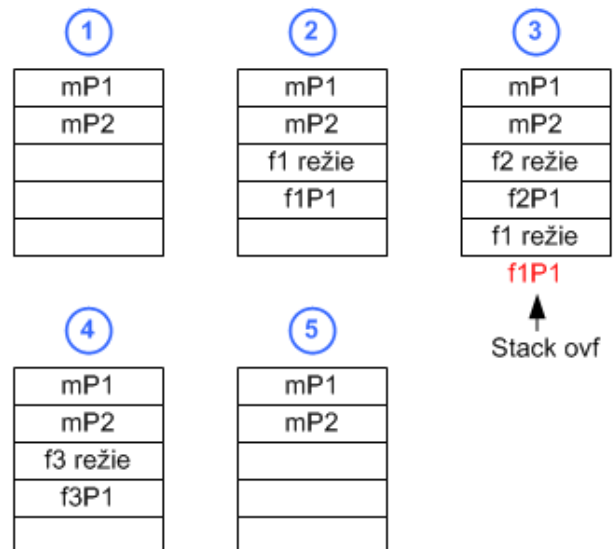 1
mP1
mP2
2
mP1
mP2
f1 režie
f1P1
3
mP1
mP2
f2 režie
f2P1
f1 režie
f1P1
Stack ovf
4
mP1
mP2
f3 režie
f3P1
5
mP1
mP2